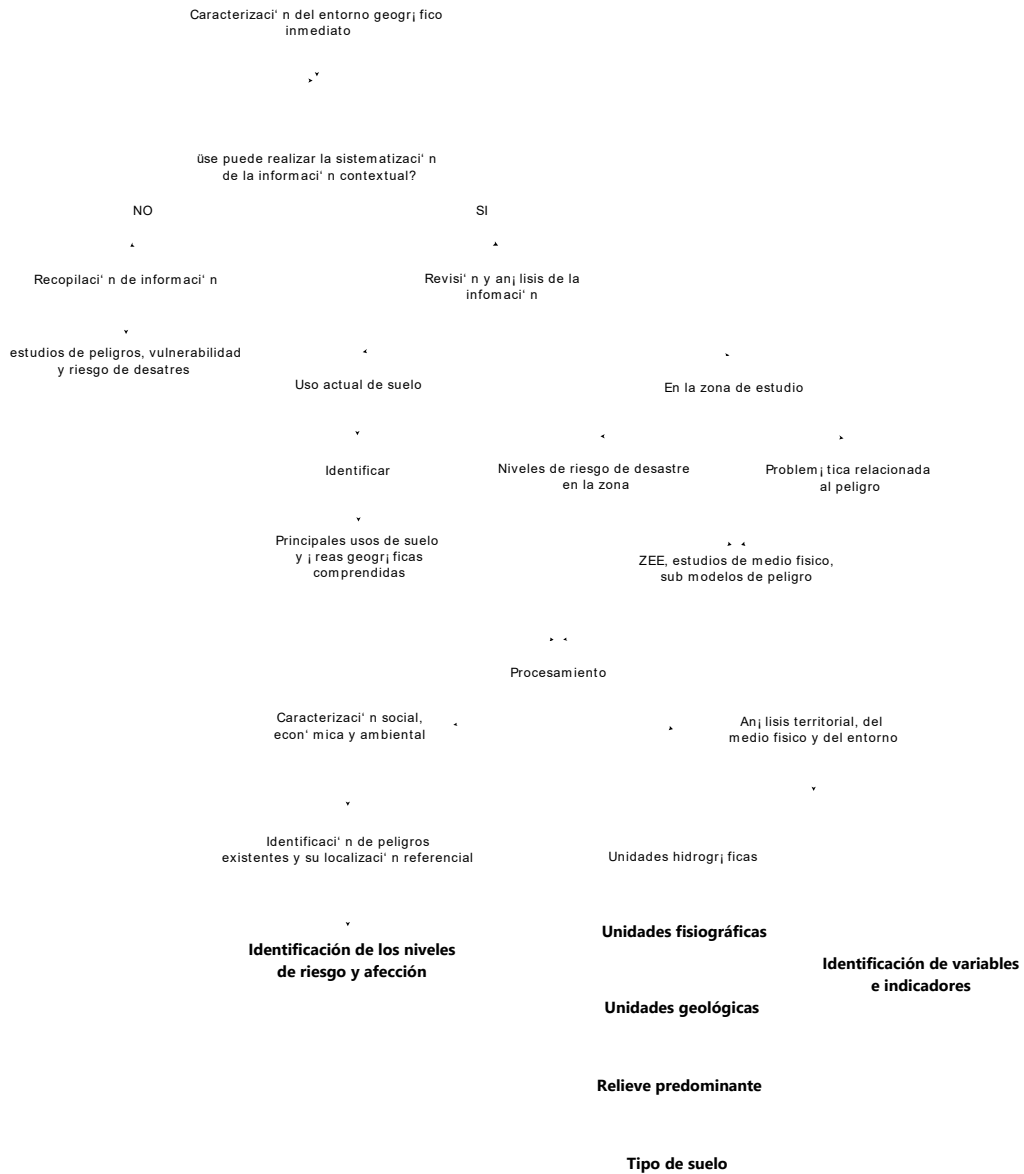 Caracterizaci' n del entorno geogr¡ fico
inmediato
üse puede realizar la sistematizaci' n
de la informaci' n contextual?
NO
SI
Recopilaci' n de informaci' n
Revisi' n y an¡ lisis de la
infomaci' n
estudios de peligros, vulnerabilidad
y riesgo de desatres
Uso actual de suelo
En la zona de estudio
Identificar
Niveles de riesgo de desastre
en la zona
Problem¡ tica relacionada
al peligro
Principales usos de suelo
y ¡ reas geogr¡ ficas
comprendidas
ZEE, estudios de medio fisico,
sub modelos de peligro
Procesamiento
Caracterizaci' n social,
econ' mica y ambiental
An¡ lisis territorial, del
medio fisico y del entorno
Identificaci' n de peligros
existentes y su localizaci' n referencial
Unidades hidrogr¡ ficas
Identificación de los niveles
de riesgo y afección
Unidades fisiográficas
Identificación de variables
e indicadores
Unidades geológicas
Relieve predominante
Tipo de suelo